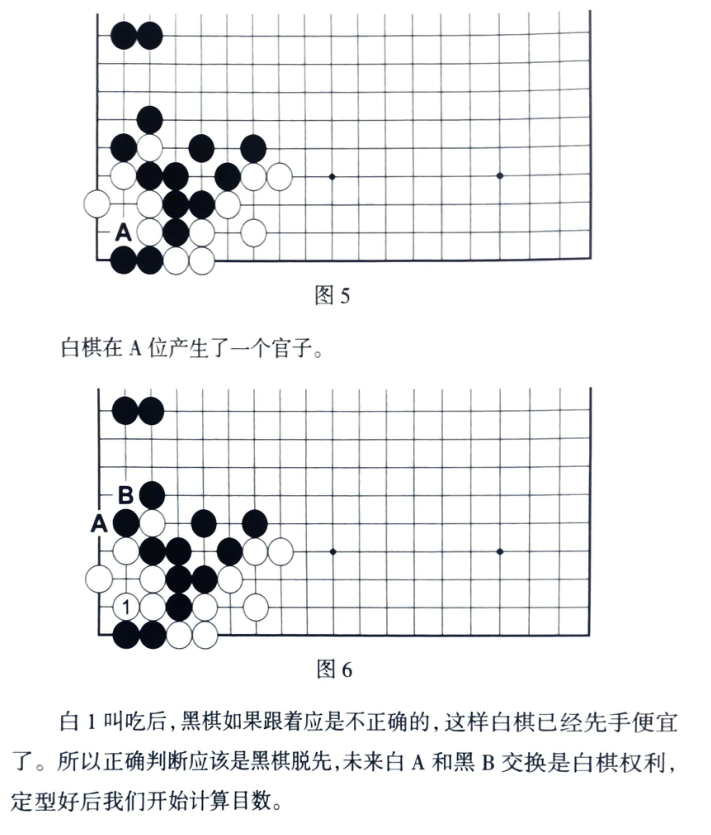 A
图 5
白棋在 A 位产生了一个官子。
B
A
1
图 6
白 1 叫吃后,黑棋如果跟着应是不正确的,这样白棋已经先手便宜
了。所以正确判断应该是黑棋脱先,未来白 A 和黑 B 交换是白棋权利,
定型好后我们开始计算目数。